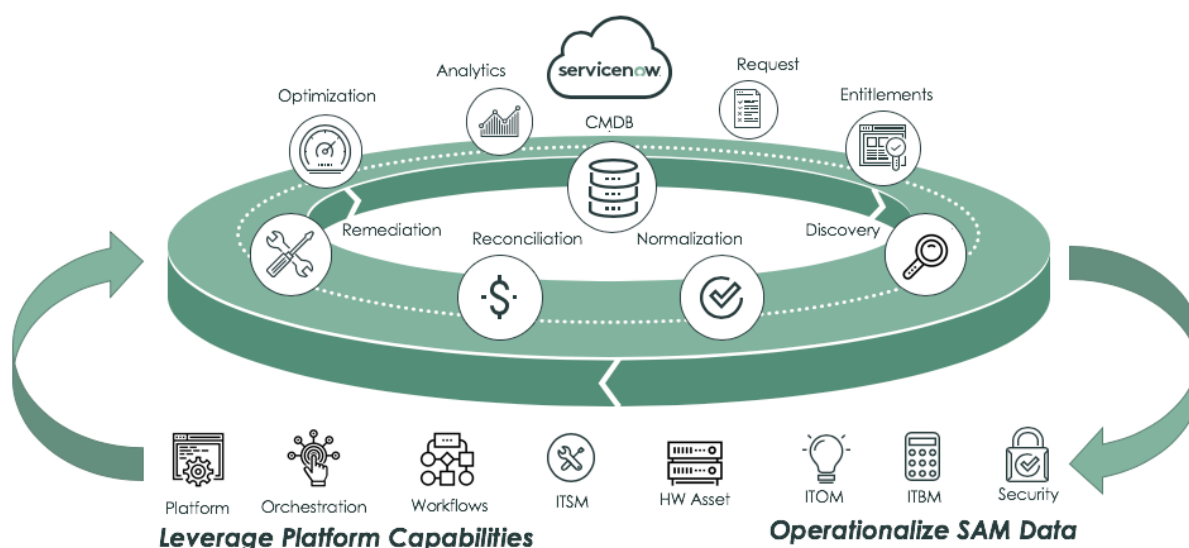 servicenow
Analytics
Request
Optimization
Entitlements
CMDB
Remediation
Reconciliation
Normalization
Discovery
Platform
Orchestration
Workflows
ITSM
HW Asset
ITOM
ITBM
Security
Leverage Platform Capabilities
Operationalize SAM Data